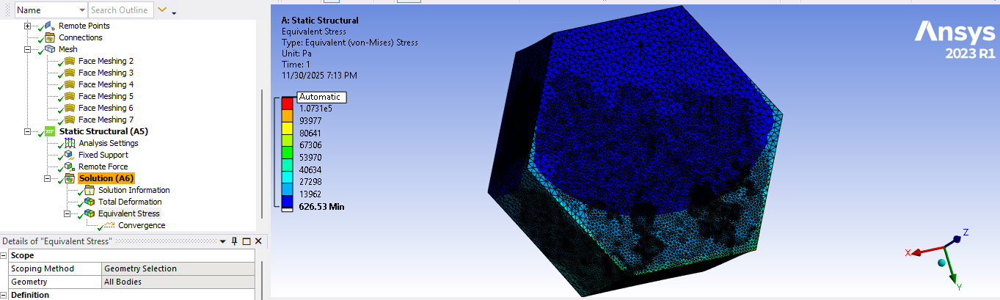 Name
Search Outline
Remote Points
Connections
Mesh
Face Meshing 2
Face Meshing 3
Face Meshing 4
Face Meshing 5
Face Meshing 6
Face Meshing 7
Static Structural (A5)
Analysis Settings
Fixed Support
Remote Force
Solution (A6)
Solution Information
Total Deformation
Equivalent Stress
Convergence
Details of "Equivalent Stress"
Scope
Scoping Method Geometry Selection
Geometry All Bodies
Definition
A: Static Structural
Equivalent Stress
Type: Equivalent (von-Mises) Stress
Unit: Pa
Time: 1
11/30/2025 7:13 PM
Automatic
1.0731e5
93977
80641
67306
53970
40634
27298
13962
626.53 Min
Ansys
2023 R1
Z
X
Y